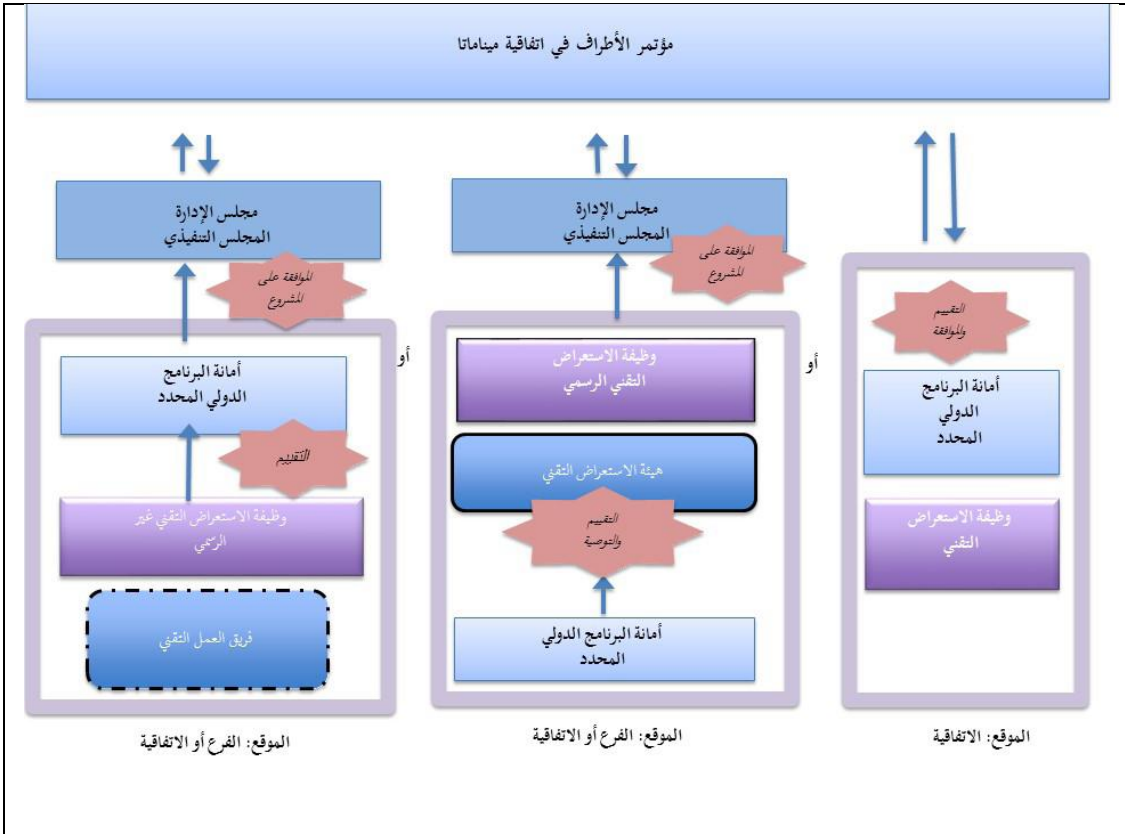 مؤتمر الأطراف في اتفاقية ميناماتا
التقييم
والموافقة
أمانة البرنامج
الدولي
المحدد
وظيفة الاستعراض
التقني
الموقع: الاتفاقية
أو
مجلس الإدارة
المجلس التنفيذي
الموافقة على
المشروع
وظيفة الاستعراض
التقني الرسمي
هيئة الاستعراض التقني
التقييم
والتوصية
أمانة البرنامج الدولي
المحدد
الموقع: الفرع أو الاتفاقية
أو
مجلس الإدارة
المجلس التنفيذي
الموافقة على
المشروع
أمانة البرنامج
الدولي المحدد
التقييم
وظيفة الاستعراض التقني غير
الرسمي
فريق العمل التقني
الموقع: الفرع أو الاتفاقية